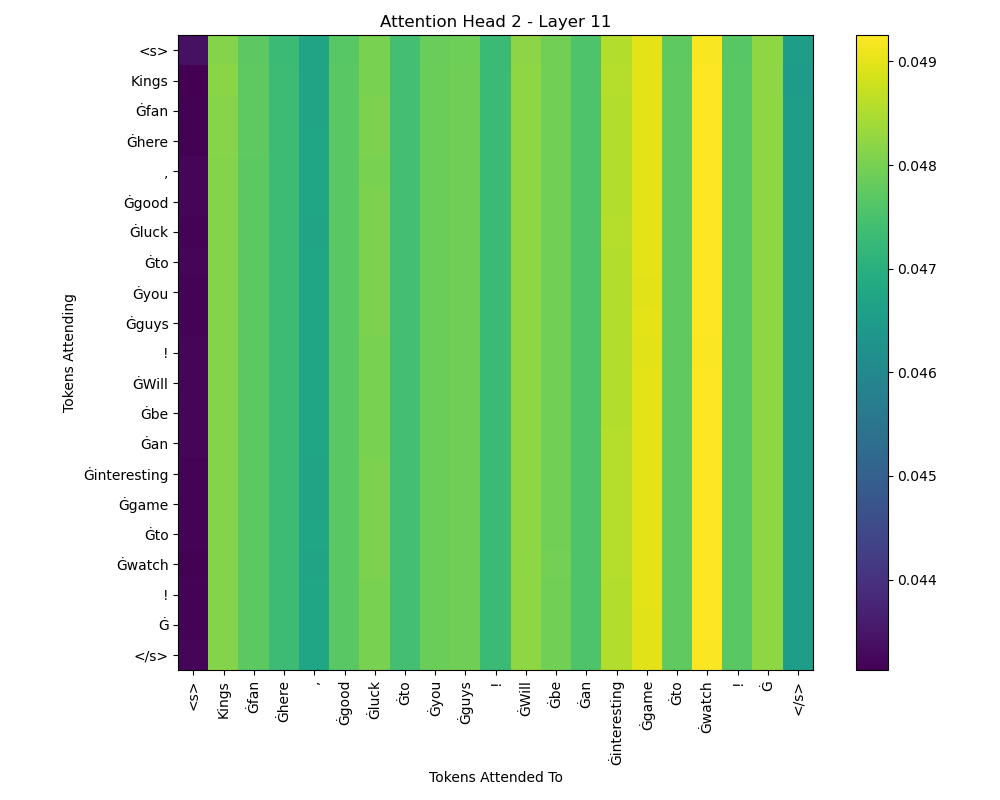 Attention Head 2 - Layer 11
<s>
Kings
Ġfan
Ġhere
,
Ġgood
Ġluck
Ġto
Ġyou
Ġguys
!
ĠWill
Ġbe
Ġan
Ġinteresting
Ġgame
Ġto
Ġwatch
!
Ġ
</s>
Tokens Attending
<s>
Kings
Ġfan
Ġhere
,
Ġgood
Ġluck
Ġto
Ġyou
Ġguys
!
ĠWill
Ġbe
Ġan
Ġinteresting
Ġgame
Ġto
Ġwatch
!
Ġ
</s>
Tokens Attended To
0.049
0.048
0.047
0.046
0.045
0.044